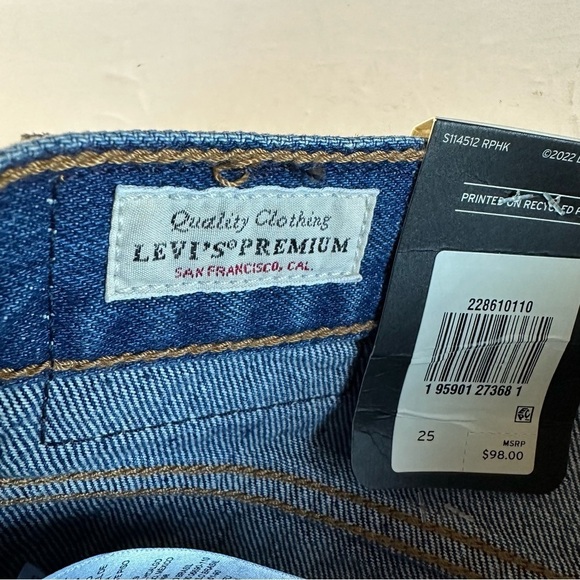 S114512 RPHK ©2022
PRINTED ON RECYCLED
Quality Clothing
LEVI'S® PREMIUM
SAN FRANCISCO, CAL.
228610110
1 95901 27368 1
25
MSRP
$98.00